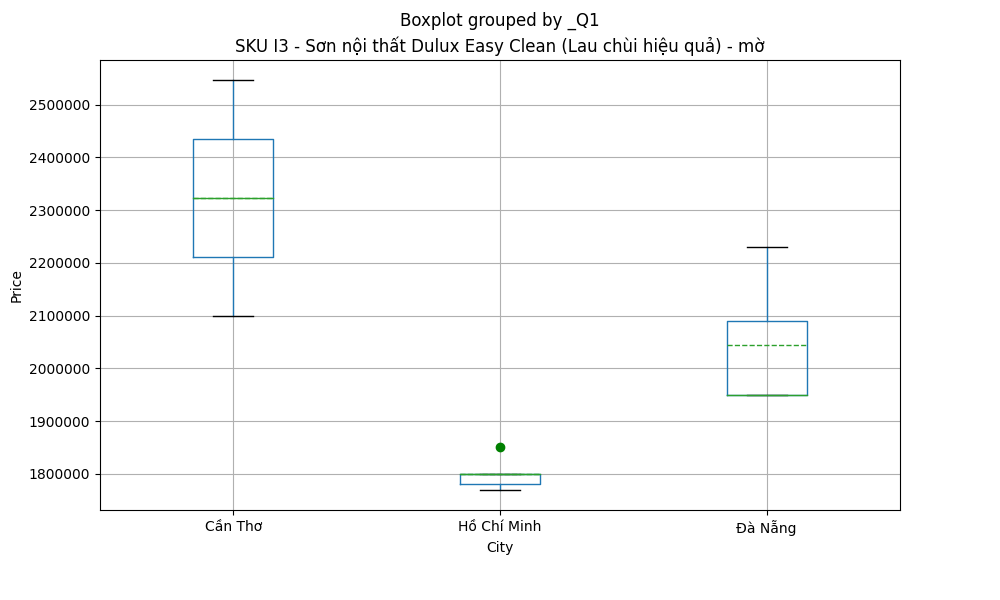 Boxplot grouped by _Q1
SKU I3 - Sơn nội thất Dulux Easy Clean (Lau chùi hiệu quả) - mờ
2500000
2400000
2300000
2200000
2100000
2000000
1900000
1800000
Price
Cần Thơ
Hồ Chí Minh
Đà Nẵng
City